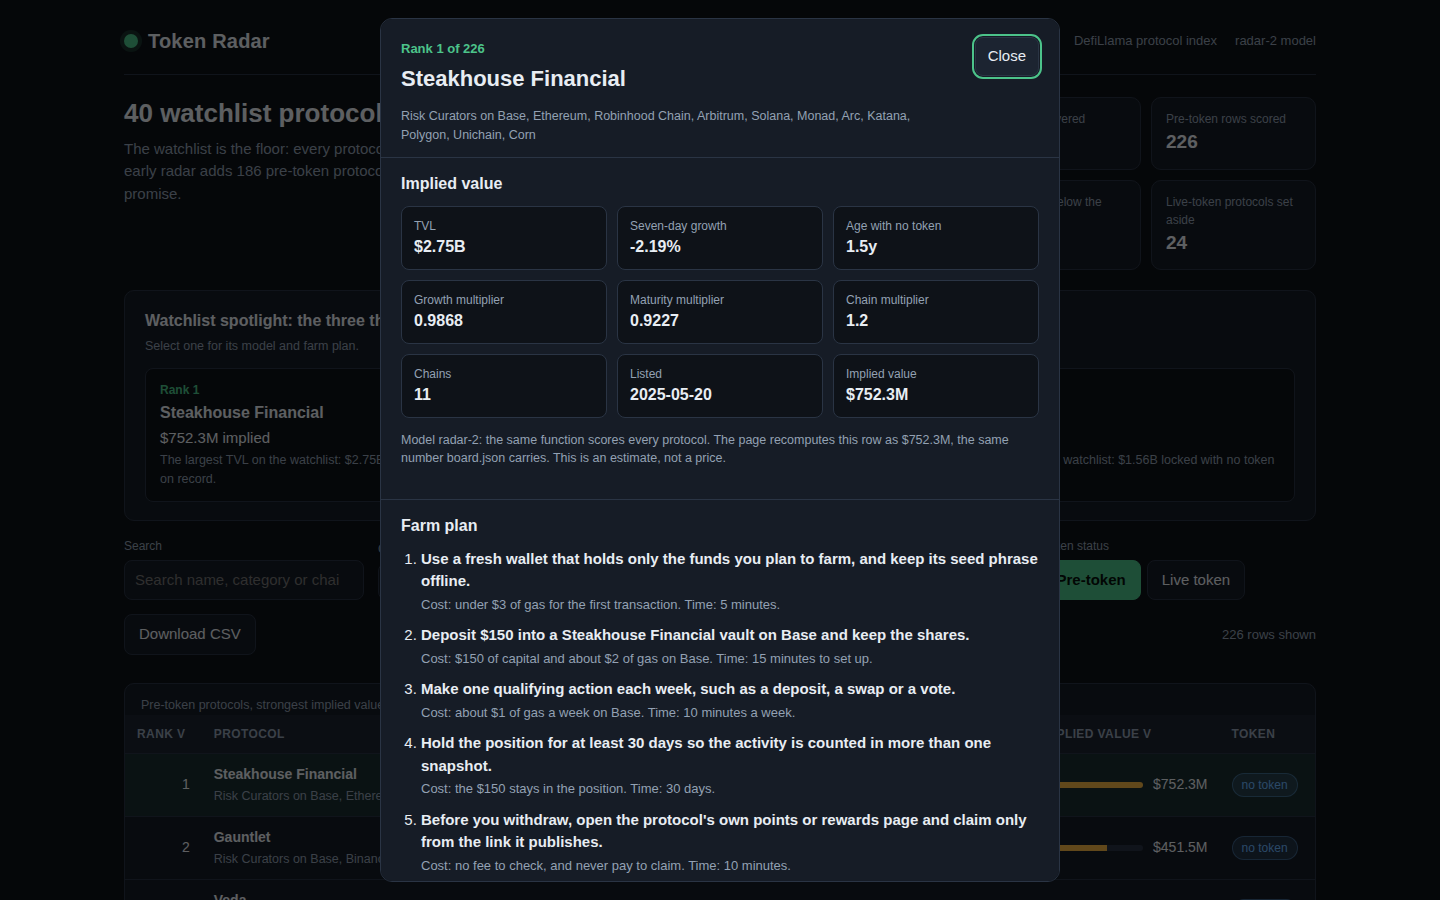 Token Radar
DefiLlama protocol index
radar-2 model
Rank 1 of 226
Steakhouse Financial
Close
Risk Curators on Base, Ethereum, Robinhood Chain, Arbitrum, Solana, Monad, Arc, Katana,
Polygon, Unichain, Corn
40 watchlist protocol
The watchlist is the floor: every protoco
early radar adds 186 pre-token protoco
promise.
Pre-token rows scored
226
elow the
Live-token protocols set
aside
24
Implied value
TVL
$2.75B
Seven-day growth
-2.19%
Age with no token
1.5y
Growth multiplier
0.9868
Maturity multiplier
0.9227
Chain multiplier
1.2
Chains
11
Listed
2025-05-20
Implied value
$752.3M
Model radar-2: the same function scores every protocol. The page recomputes this row as $752.3M, the same
number board.json carries. This is an estimate, not a price.
Watchlist spotlight: the three th
Select one for its model and farm plan.
Rank 1
Steakhouse Financial
$752.3M implied
The largest TVL on the watchlist: $2.75B
on record.
watchlist: $1.56B locked with no token
Farm plan
1. Use a fresh wallet that holds only the funds you plan to farm, and keep its seed phrase
offline.
Cost: under $3 of gas for the first transaction. Time: 5 minutes.
2. Deposit $150 into a Steakhouse Financial vault on Base and keep the shares.
Cost: $150 of capital and about $2 of gas on Base. Time: 15 minutes to set up.
3. Make one qualifying action each week, such as a deposit, a swap or a vote.
Cost: about $1 of gas a week on Base. Time: 10 minutes a week.
4. Hold the position for at least 30 days so the activity is counted in more than one
snapshot.
Cost: the $150 stays in the position. Time: 30 days.
5. Before you withdraw, open the protocol's own points or rewards page and claim only
from the link it publishes.
Cost: no fee to check, and never pay to claim. Time: 10 minutes.
Search
Search name, category or chai
en status
Pre-token
Live token
Download CSV
226 rows shown
Pre-token protocols, strongest implied value
RANK V
PROTOCOL
PLIED VALUE V
TOKEN
1
Steakhouse Financial
Risk Curators on Base, Ethere
$752.3M
no token
2
Gauntlet
Risk Curators on Base, Binanc
$451.5M
no token
Veda